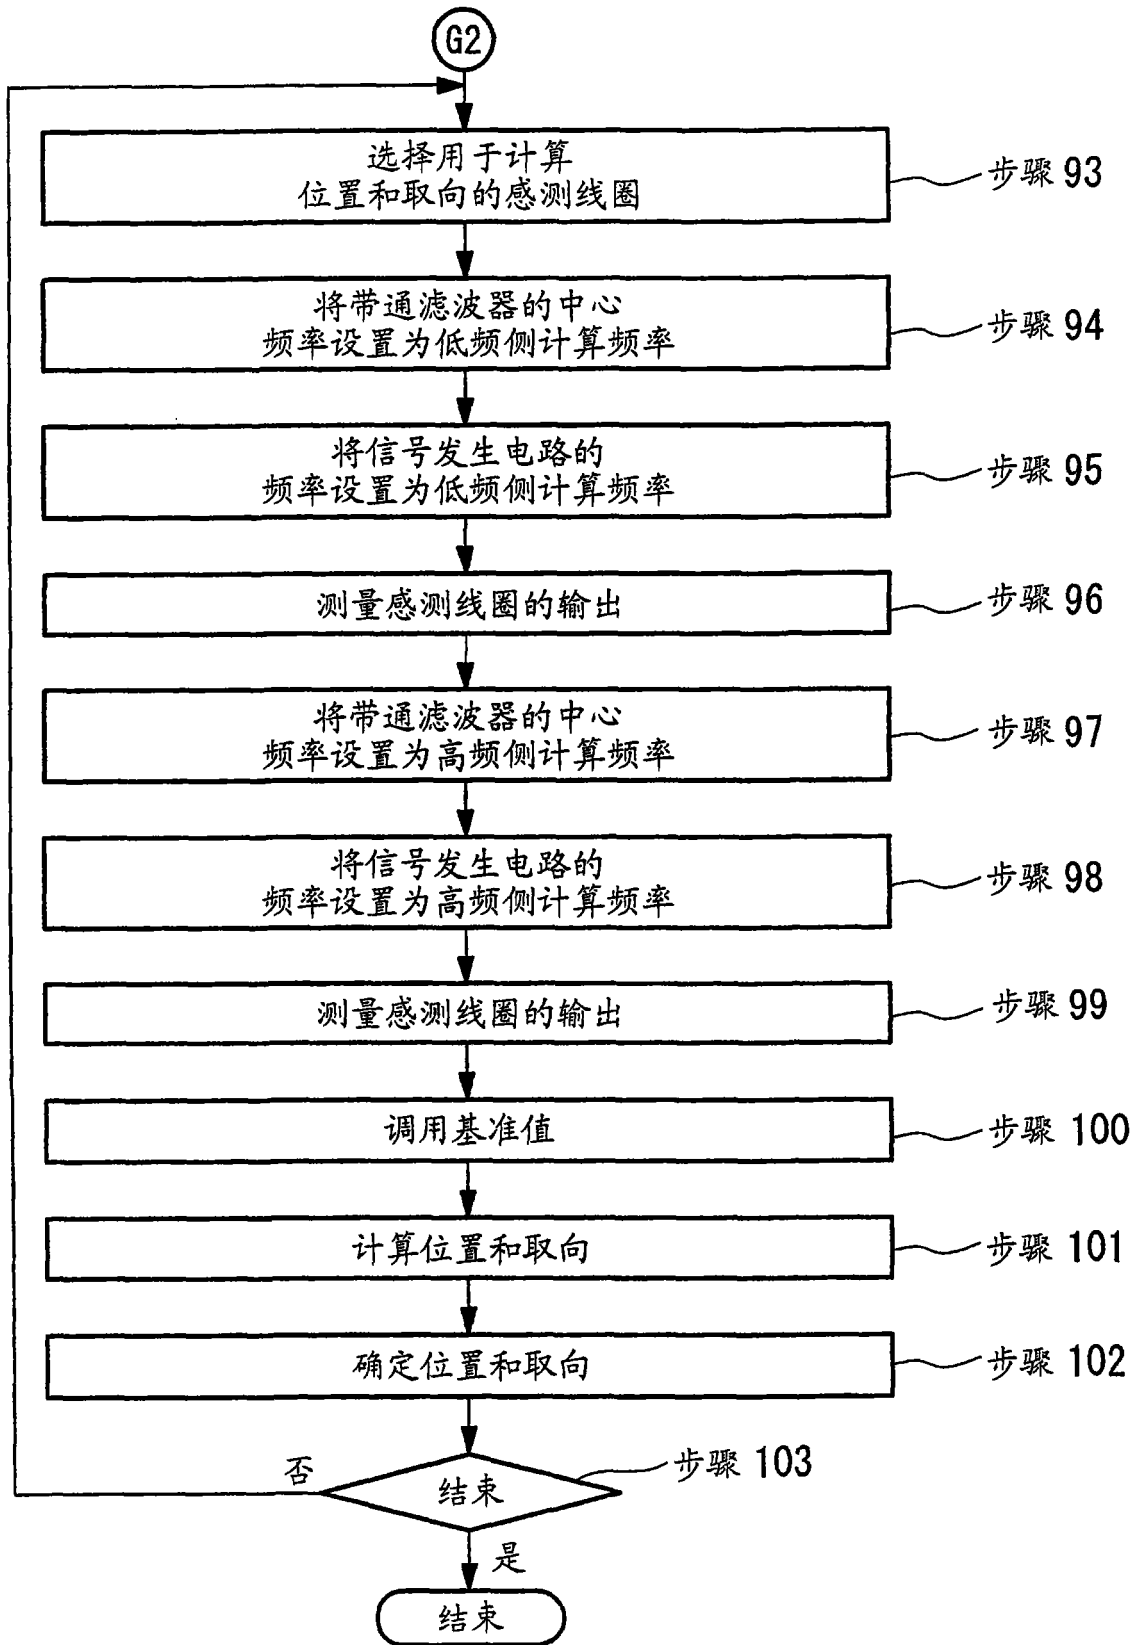 G2
选择用于计算
位置和取向的感测线圈
步骤 93
将带通滤波器的中心
频率设置为低频侧计算频率
步骤 94
将信号发生电路的
频率设置为低频侧计算频率
步骤 95
测量感测线圈的输出
步骤 96
将带通滤波器的中心
频率设置为高频侧计算频率
步骤 97
将信号发生电路的
频率设置为高频侧计算频率
步骤 98
测量感测线圈的输出
步骤 99
调用基准值
步骤 100
计算位置和取向
步骤 101
确定位置和取向
步骤 102
否
结束
步骤 103
是
结束